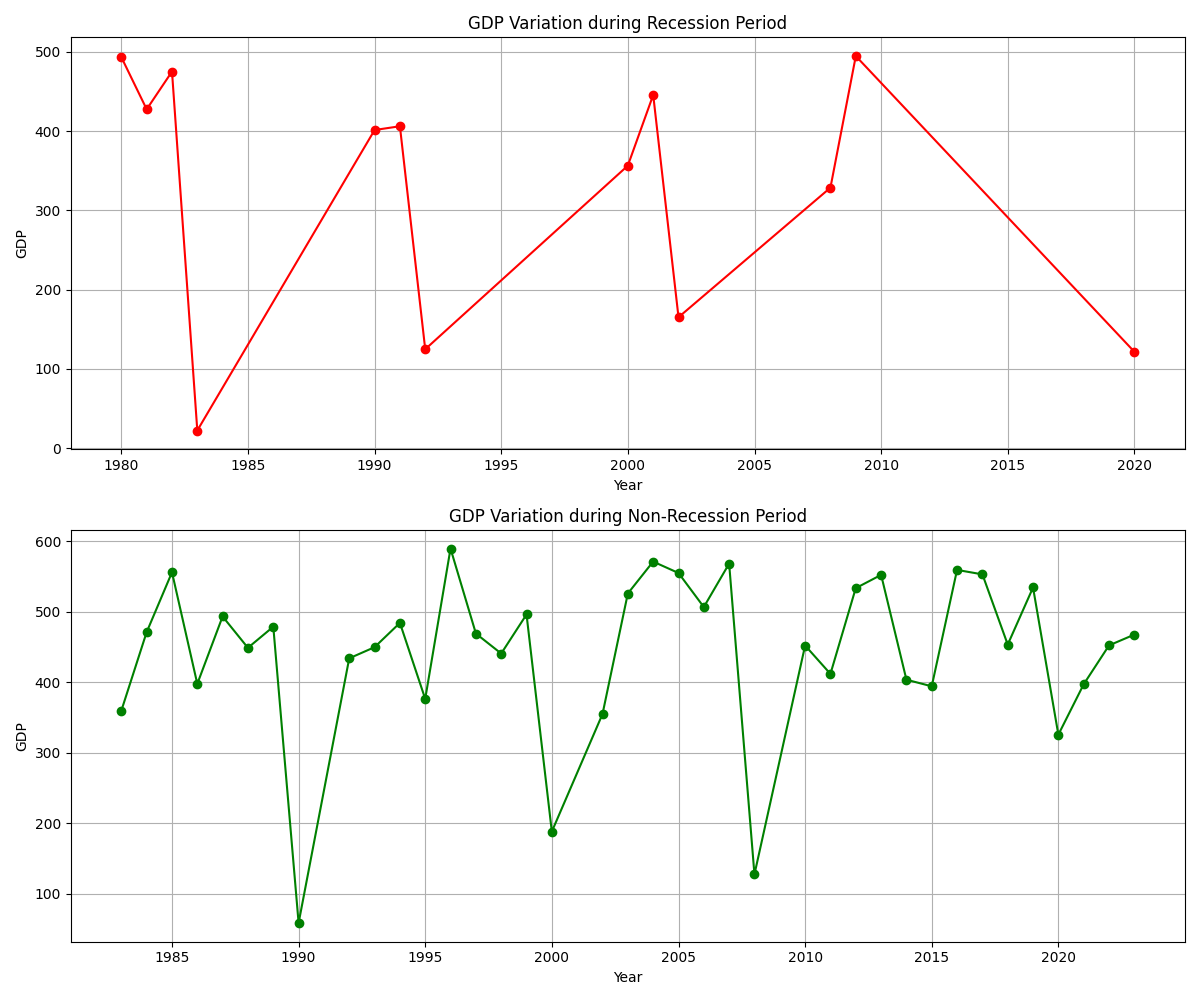 GDP Variation during Recession Period
500
400
300
200
100
0
GDP
1980 1985 1990 1995 2000 2005 2010 2015 2020
Year
GDP Variation during Non-Recession Period
600
500
400
300
200
100
GDP
1985 1990 1995 2000 2005 2010 2015 2020
Year